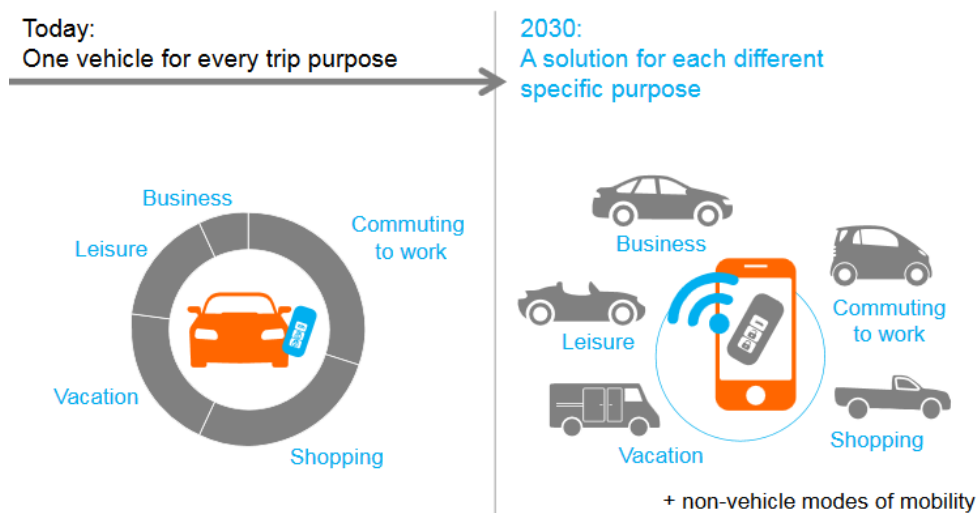 Today:
One vehicle for every trip purpose
2030:
A solution for each different
specific purpose
Business
Leisure
Commuting
to work
Vacation
Shopping
Business
Leisure
Commuting
to work
Vacation
Shopping
+ non-vehicle modes of mobility